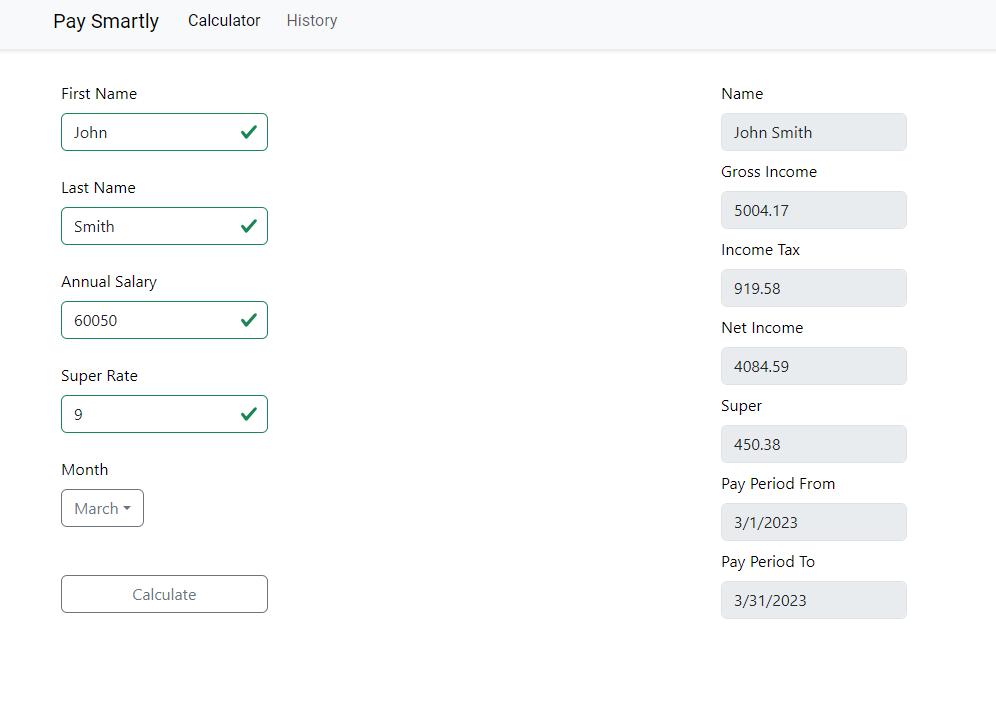 Pay Smartly Calculator History
First Name
John
Last Name
Smith
Annual Salary
60050
Super Rate
9
Month
March
Calculate
Name
John Smith
Gross Income
5004.17
Income Tax
919.58
Net Income
4084.59
Super
450.38
Pay Period From
3/1/2023
Pay Period To
3/31/2023